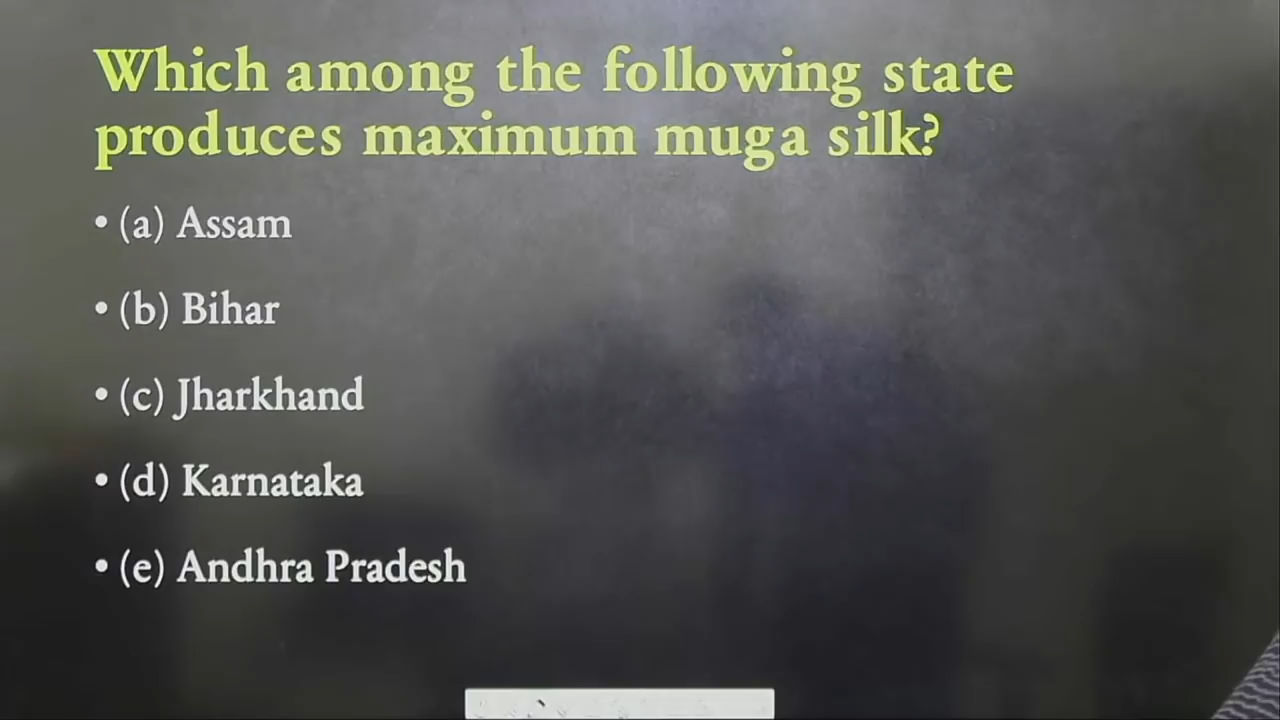 Which among the following state
produces maximum muga silk?
• (a) Assam
• (b) Bihar
• (c) Jharkhand
• (d) Karnataka
• (e) Andhra Pradesh